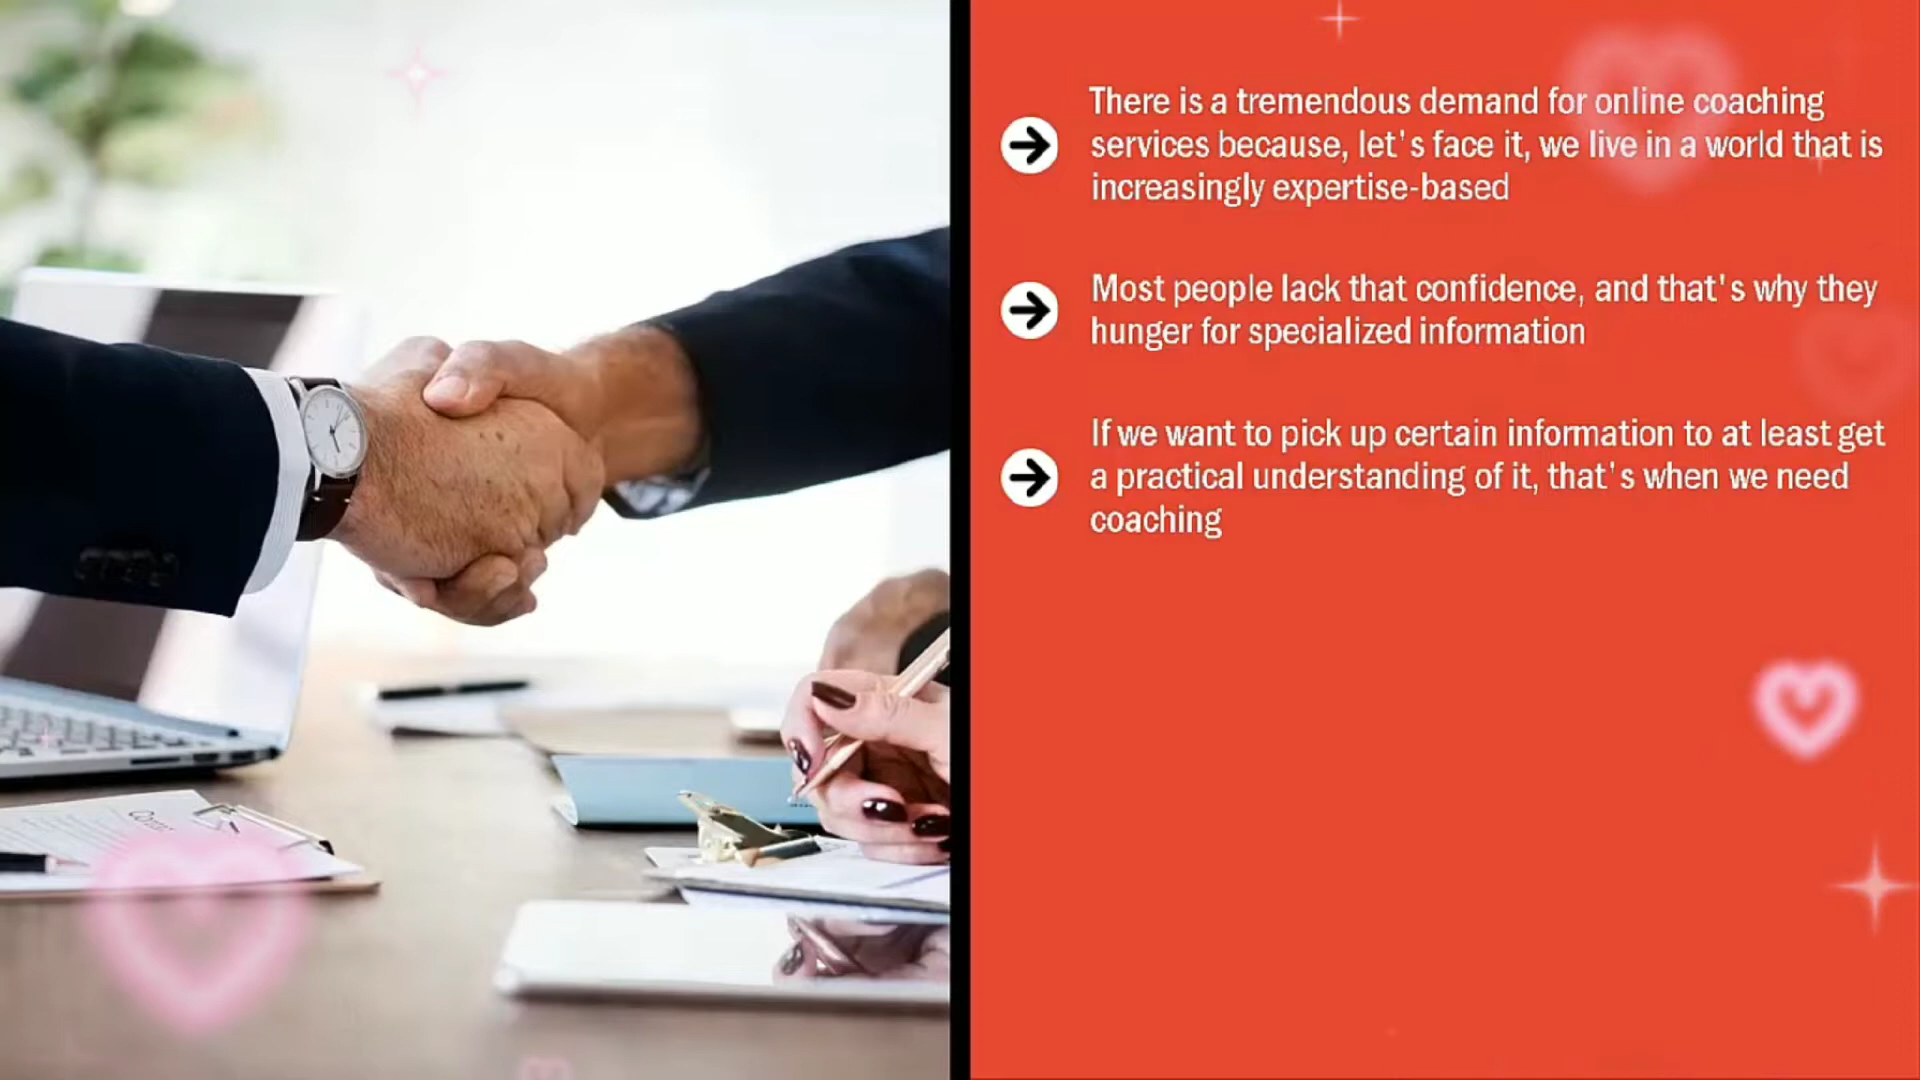 There is a tremendous demand for online coaching
services because, let's face it, we live in a world that is
increasingly expertise-based
Most people lack that confidence, and that's why they
hunger for specialized information
If we want to pick up certain information to at least get
a practical understanding of it, that's when we need
coaching